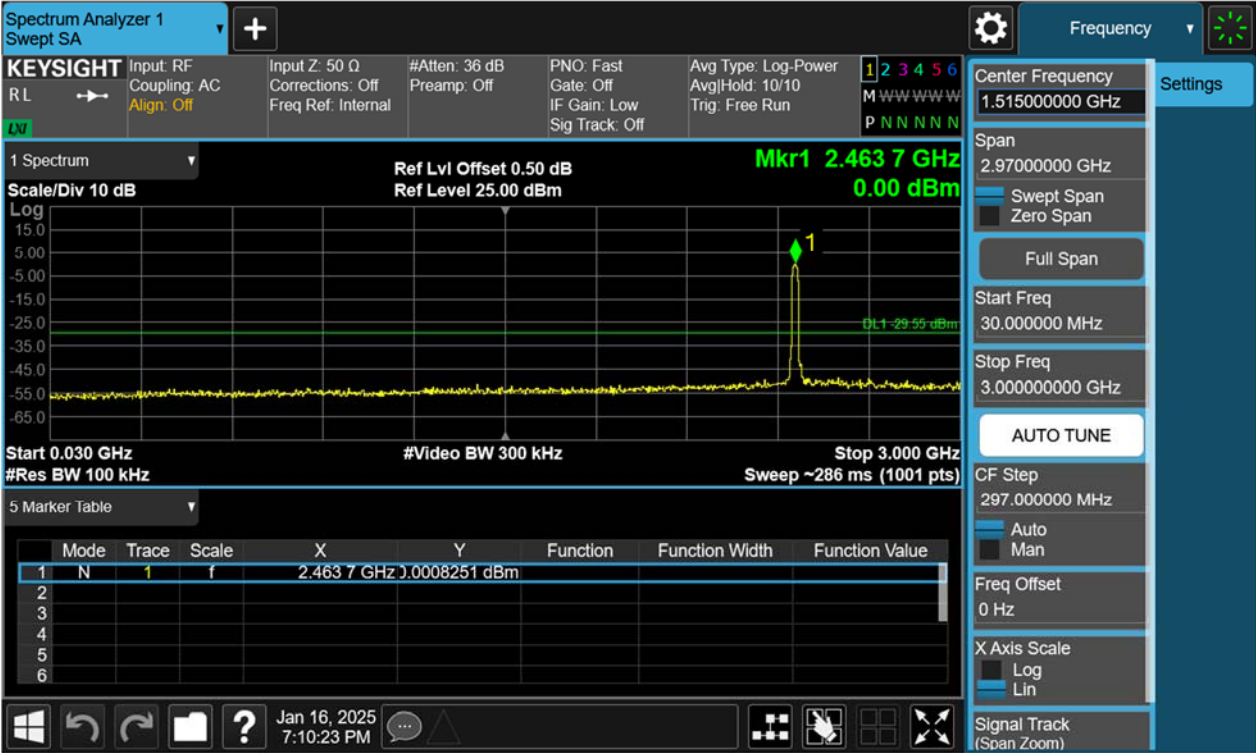 Spectrum Analyzer 1
Swept SA
Frequency
KEYSIGHT
R L
LXI
Input: RF
Coupling: AC
Align: Off
Input Z: 50 Ω
Corrections: Off
Freq Ref: Internal
#Atten: 36 dB
Preamp: Off
PNO: Fast
Gate: Off
IF Gain: Low
Sig Track: Off
Avg Type: Log-Power
Avg|Hold: 10/10
Trig: Free Run
1 2 3 4 5 6
M W W W W W
P N N N N N
1 Spectrum
Scale/Div 10 dB
Ref Lvl Offset 0.50 dB
Ref Level 25.00 dBm
Mkr1 2.463 7 GHz
0.00 dBm
Log
15.0
5.00
-5.00
-15.0
-25.0
-35.0
-45.0
-55.0
-65.0
1
DL1 -29.55 dBm
Start 0.030 GHz
#Video BW 300 kHz
Stop 3.000 GHz
#Res BW 100 kHz
Sweep ~286 ms (1001 pts)
5 Marker Table
Mode Trace Scale X Y Function Function Width Function Value
1 N 1 f 2.463 7 GHz 0.0008251 dBm
2
3
4
5
6
Jan 16, 2025
7:10:23 PM
Center Frequency
1.515000000 GHz
Span
2.97000000 GHz
Swept Span
Zero Span
Full Span
Start Freq
30.000000 MHz
Stop Freq
3.000000000 GHz
AUTO TUNE
CF Step
297.000000 MHz
Auto
Man
Freq Offset
0 Hz
X Axis Scale
Log
Lin
Signal Track
(Span Zoom)
Settings